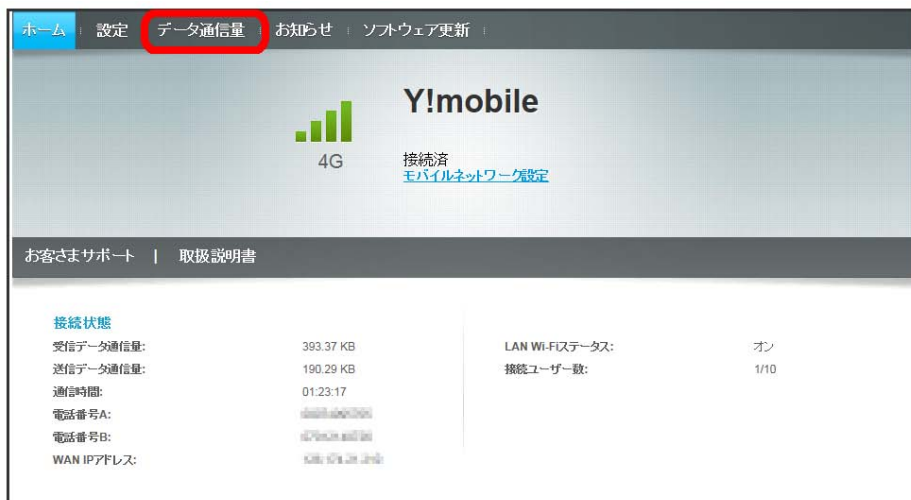 ホーム 設定 データ通信量 お知らせ ソフトウェア更新
Y!mobile
4G
接続済
モバイルネットワーク設定
お客さまサポート | 取扱説明書
接続状態
受信データ通信量: 393.37 KB LAN Wi-Fiステータス: オン
送信データ通信量: 190.29 KB 接続ユーザー数: 1/10
通信時間: 01:23:17
電話番号A:
電話番号B:
WAN IPアドレス: